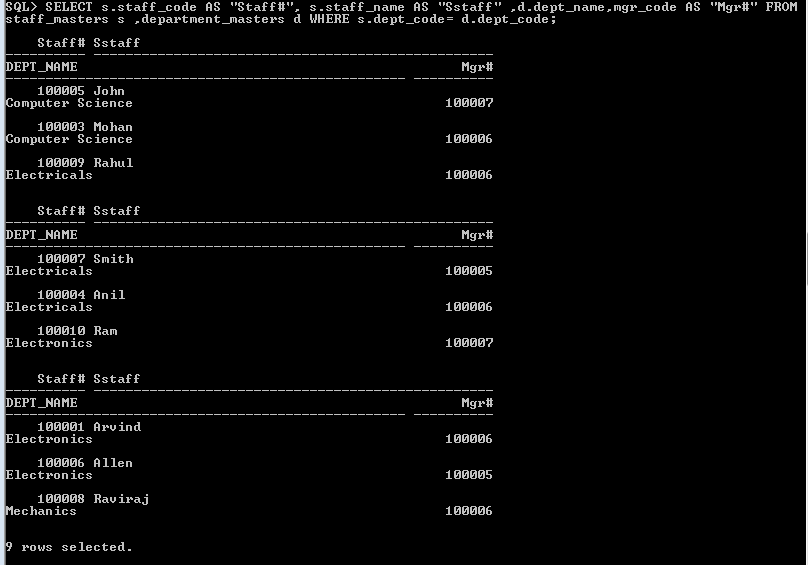 SQL> SELECT s.staff_code AS "Staff#", s.staff_name AS "Sstaff" ,d.dept_name,mgr_code AS "Mgr#" FROM
staff_masters s ,department_masters d WHERE s.dept_code= d.dept_code;
Staff# Sstaff
DEPT_NAME Mgr#
100005 John
Computer Science 100007
100003 Mohan
Computer Science 100006
100009 Rahul
Electricals 100006
Staff# Sstaff
DEPT_NAME Mgr#
100007 Smith
Electricals 100005
100004 Anil
Electricals 100006
100010 Ram
Electronics 100007
Staff# Sstaff
DEPT_NAME Mgr#
100001 Arvind
Electronics 100006
100006 Allen
Electronics 100005
100008 Raviraj
Mechanics 100006
9 rows selected.